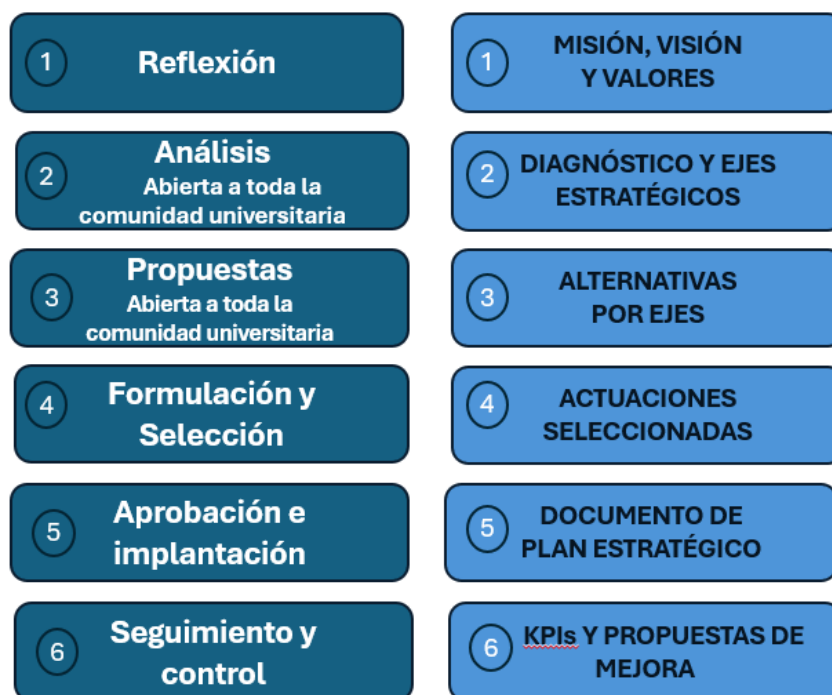 1
Reflexión
1
MISIÓN, VISIÓN
Y VALORES
2
Análisis
Abierta a toda la
comunidad universitaria
2
DIAGNÓSTICO Y EJES
ESTRATÉGICOS
3
Propuestas
Abierta a toda la
comunidad universitaria
3
ALTERNATIVAS
POR EJES
4
Formulación y
Selección
4
ACTUACIONES
SELECCIONADAS
5
Aprobación e
implantación
5
DOCUMENTO DE
PLAN ESTRATÉGICO
6
Seguimiento y
control
6
KPIs Y PROPUESTAS DE
MEJORA